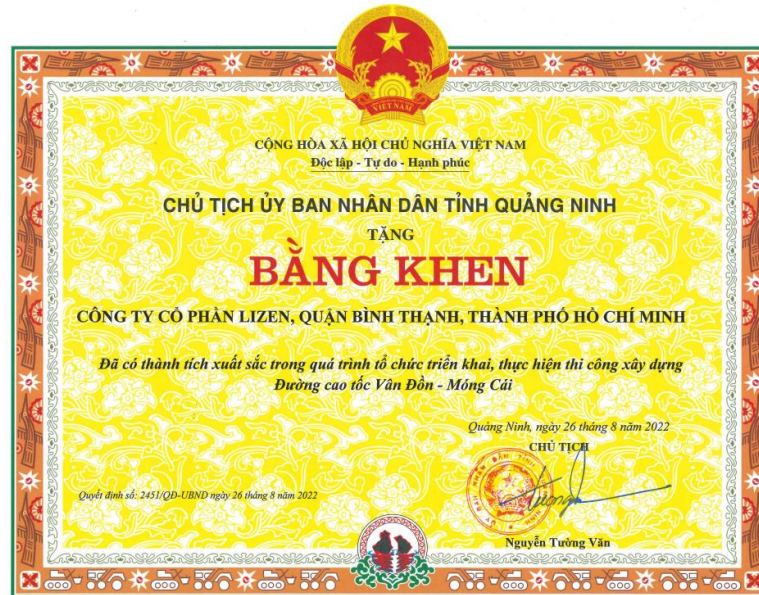 VIỆT NAM
CỘNG HÒA XÃ HỘI CHỦ NGHĨA VIỆT NAM
Độc lập - Tự do - Hạnh phúc
CHỦ TỊCH ỦY BAN NHÂN DÂN TỈNH QUẢNG NINH
TẶNG
BẰNG KHEN
CÔNG TY CỔ PHẦN LIZEN, QUẬN BÌNH THẠNH, THÀNH PHỐ HỒ CHÍ MINH
Đã có thành tích xuất sắc trong quá trình tổ chức triển khai, thực hiện thi công xây dựng
Đường cao tốc Vân Đồn - Móng Cái
Quảng Ninh, ngày 26 tháng 8 năm 2022
CHỦ TỊCH
Quyết định số: 2451/QĐ-UBND ngày 26 tháng 8 năm 2022
Nguyễn Tường Văn